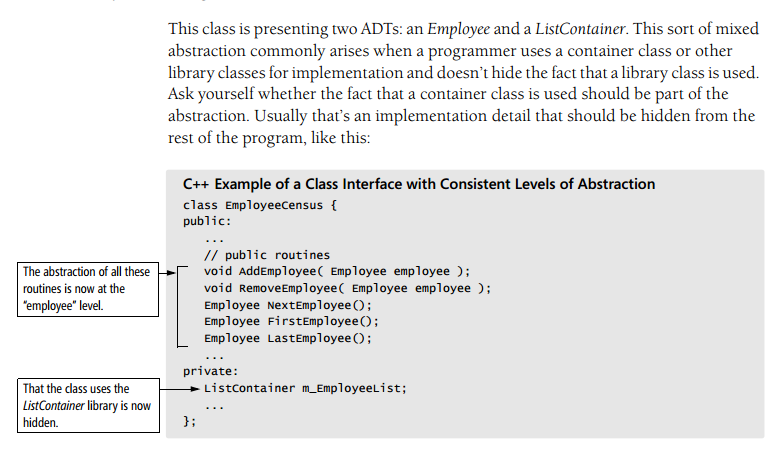 This class is presenting two ADTs: an Employee and a ListContainer. This sort of mixed
abstraction commonly arises when a programmer uses a container class or other
library classes for implementation and doesn't hide the fact that a library class is used.
Ask yourself whether the fact that a container class is used should be part of the
abstraction. Usually that's an implementation detail that should be hidden from the
rest of the program, like this:
C++ Example of a Class Interface with Consistent Levels of Abstraction
class EmployeeCensus {
public:
...
// public routines
The abstraction of all these
routines is now at the
"employee" level.
void AddEmployee( Employee employee );
void RemoveEmployee( Employee employee );
Employee NextEmployee();
Employee FirstEmployee();
Employee LastEmployee();
...
private:
That the class uses the
ListContainer library is now
hidden.
ListContainer m_EmployeeList;
...
};